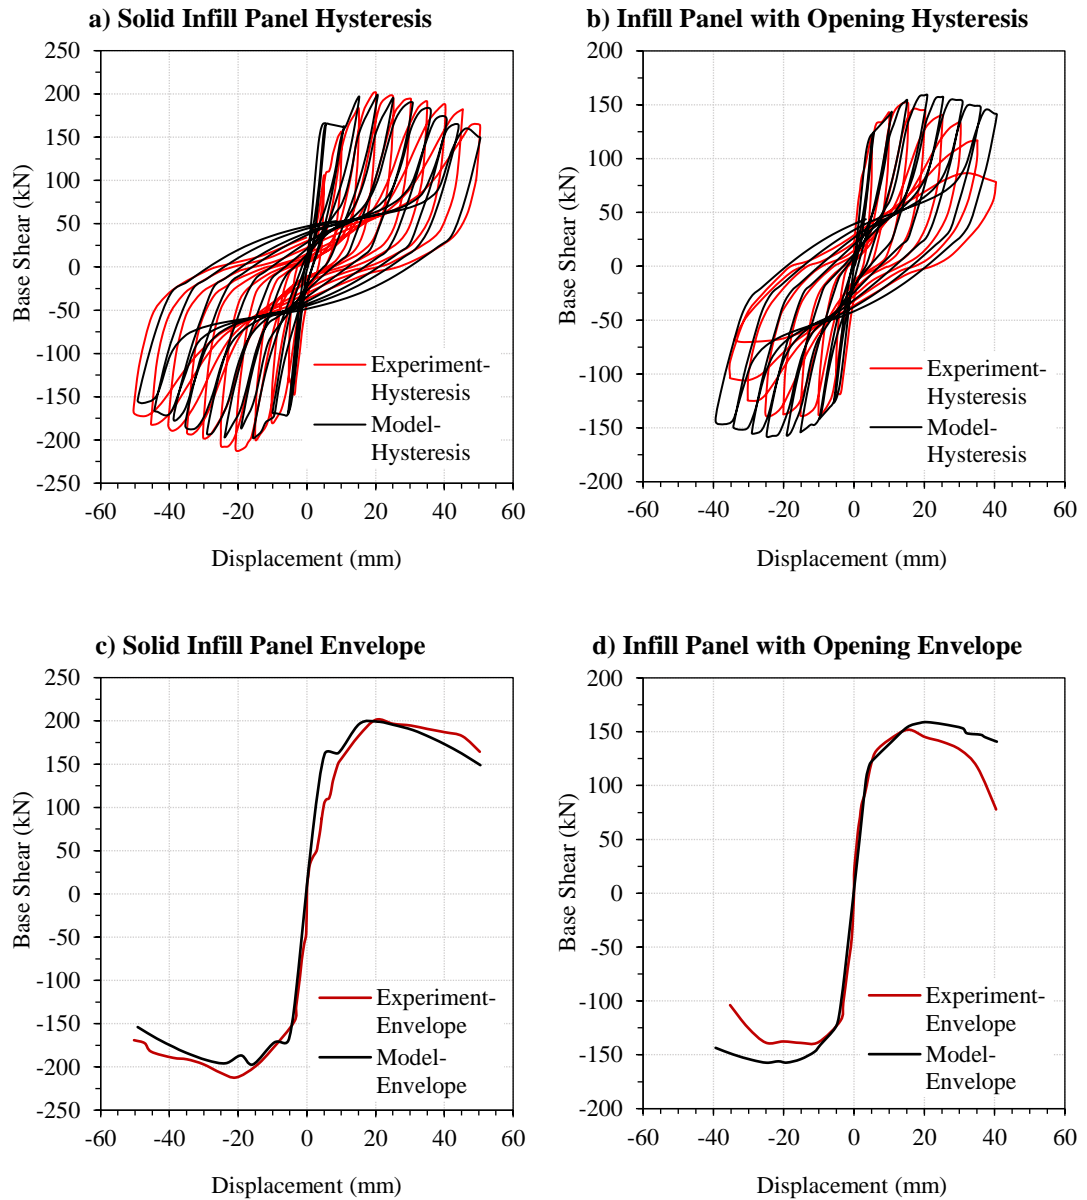 a) Solid Infill Panel Hysteresis
250
200
150
100
50
0
-50
-100
-150
-200
-250
Base Shear (kN)
Experiment-
Hysteresis
Model-
Hysteresis
-60 -40 -20 0 20 40 60
Displacement (mm)
b) Infill Panel with Opening Hysteresis
200
150
100
50
0
-50
-100
-150
-200
Base Shear (kN)
Experiment-
Hysteresis
Model-
Hysteresis
-60 -40 -20 0 20 40 60
Displacement (mm)
c) Solid Infill Panel Envelope
250
200
150
100
50
0
-50
-100
-150
-200
-250
Base Shear (kN)
Experiment-
Envelope
Model-
Envelope
-60 -40 -20 0 20 40 60
Displacement (mm)
d) Infill Panel with Opening Envelope
200
150
100
50
0
-50
-100
-150
-200
Base Shear (kN)
Experiment-
Envelope
Model-
Envelope
-60 -40 -20 0 20 40 60
Displacement (mm)